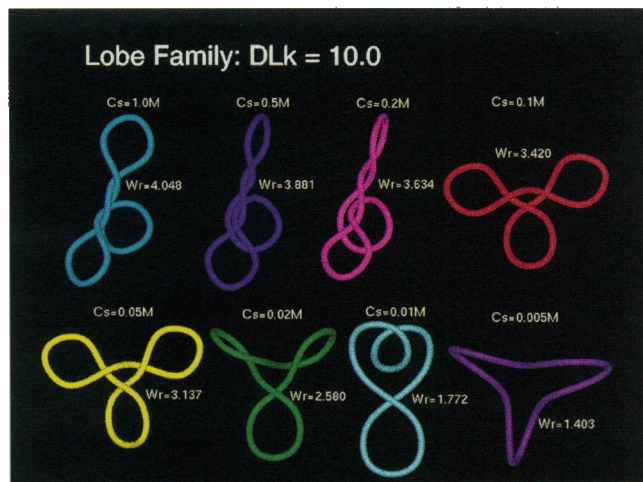 Lobe Family: DLk = 10.0
Cs=1.0M
Cs=0.5M
Cs=0.2M
Cs=0.1M
Wr=4.048
Wr=3.881
Wr=3.634
Wr=3.420
Cs=0.05M
Cs=0.02M
Cs=0.01M
Cs=0.005M
Wr=3.137
Wr=2.580
Wr=1.772
Wr=1.403